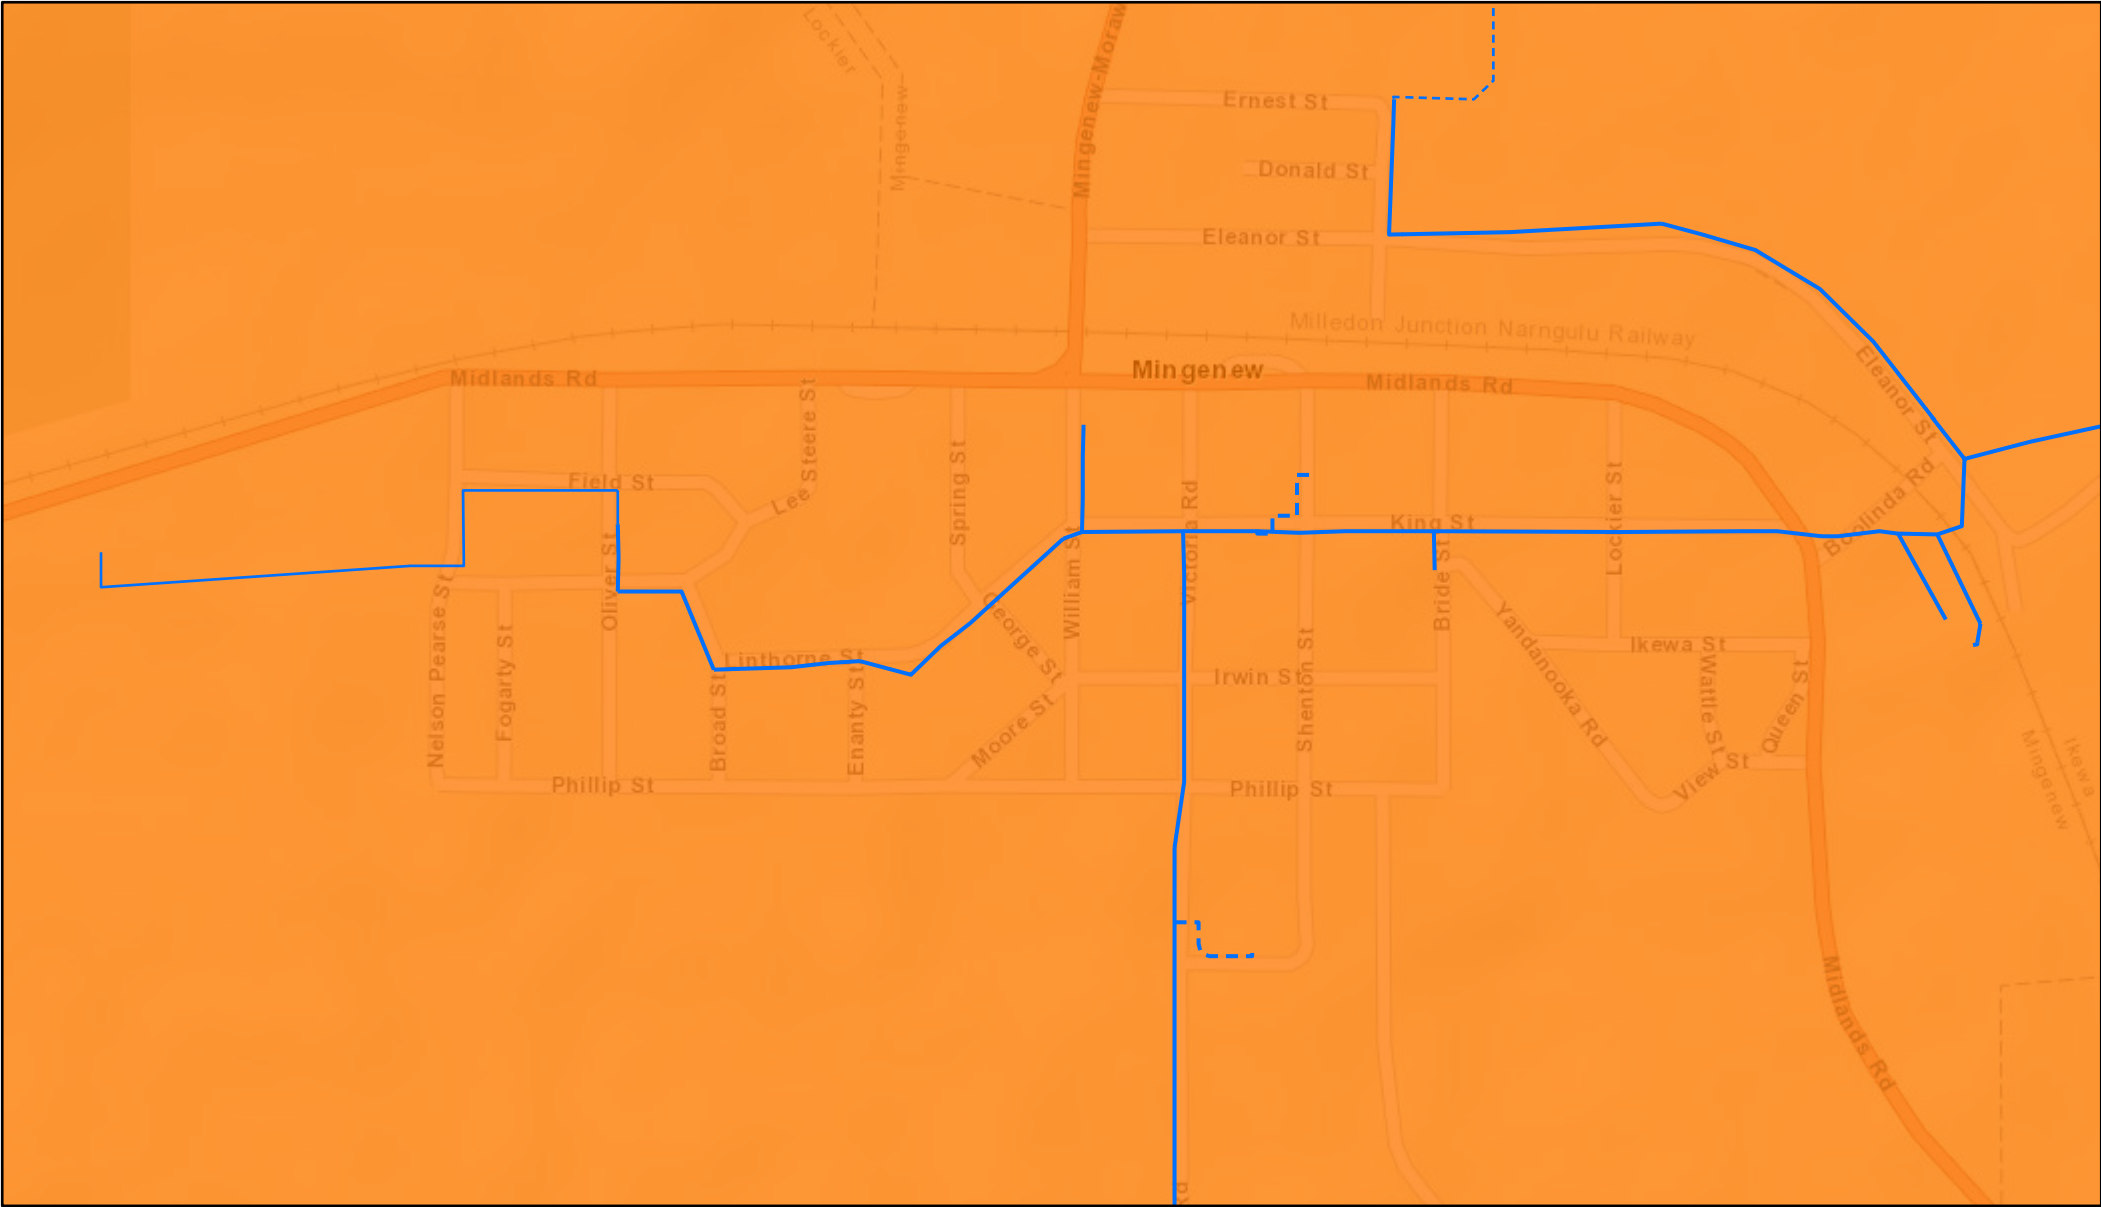 Lockier
Mingenew
Mingenew-Moraw
Ernest St
Donald St
Eleanor St
Milledon Junction Narngulu Railway
Mingenew
Midlands Rd
Midlands Rd
Eleanor St
Boolinda Rd
Steere St
Lee
Field St
Spring St
Victoria Rd
King St
Lockier St
Oliver St
William St
Bride St
Nelson Pearse St
Fogarty St
George St
Yandanooka Rd
Linthorne St
Ikewa St
Irwin St
Shenton St
Wattle St
Queen St
Broad St
Enanty St
Moore St
View St
Phillip St
Phillip St
Ikewa
Mingenew
Midlands Rd
Rd